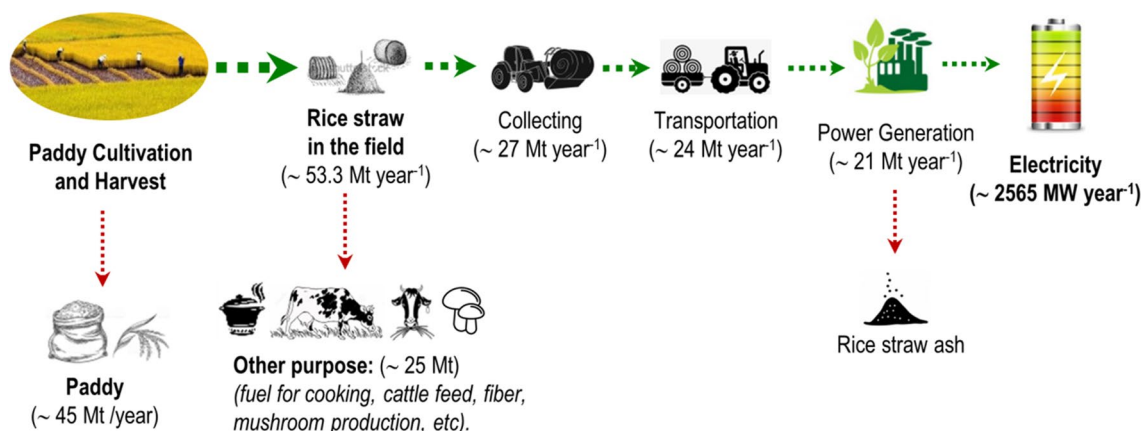 Paddy Cultivation
and Harvest
Rice straw
in the field
(~ 53.3 Mt year⁻¹)
Collecting
(~ 27 Mt year⁻¹)
Transportation
(~ 24 Mt year⁻¹)
Power Generation
(~ 21 Mt year⁻¹)
Electricity
(~ 2565 MW year⁻¹)
Paddy
(~ 45 Mt /year)
Other purpose: (~ 25 Mt)
(fuel for cooking, cattle feed, fiber,
mushroom production, etc).
Rice straw ash